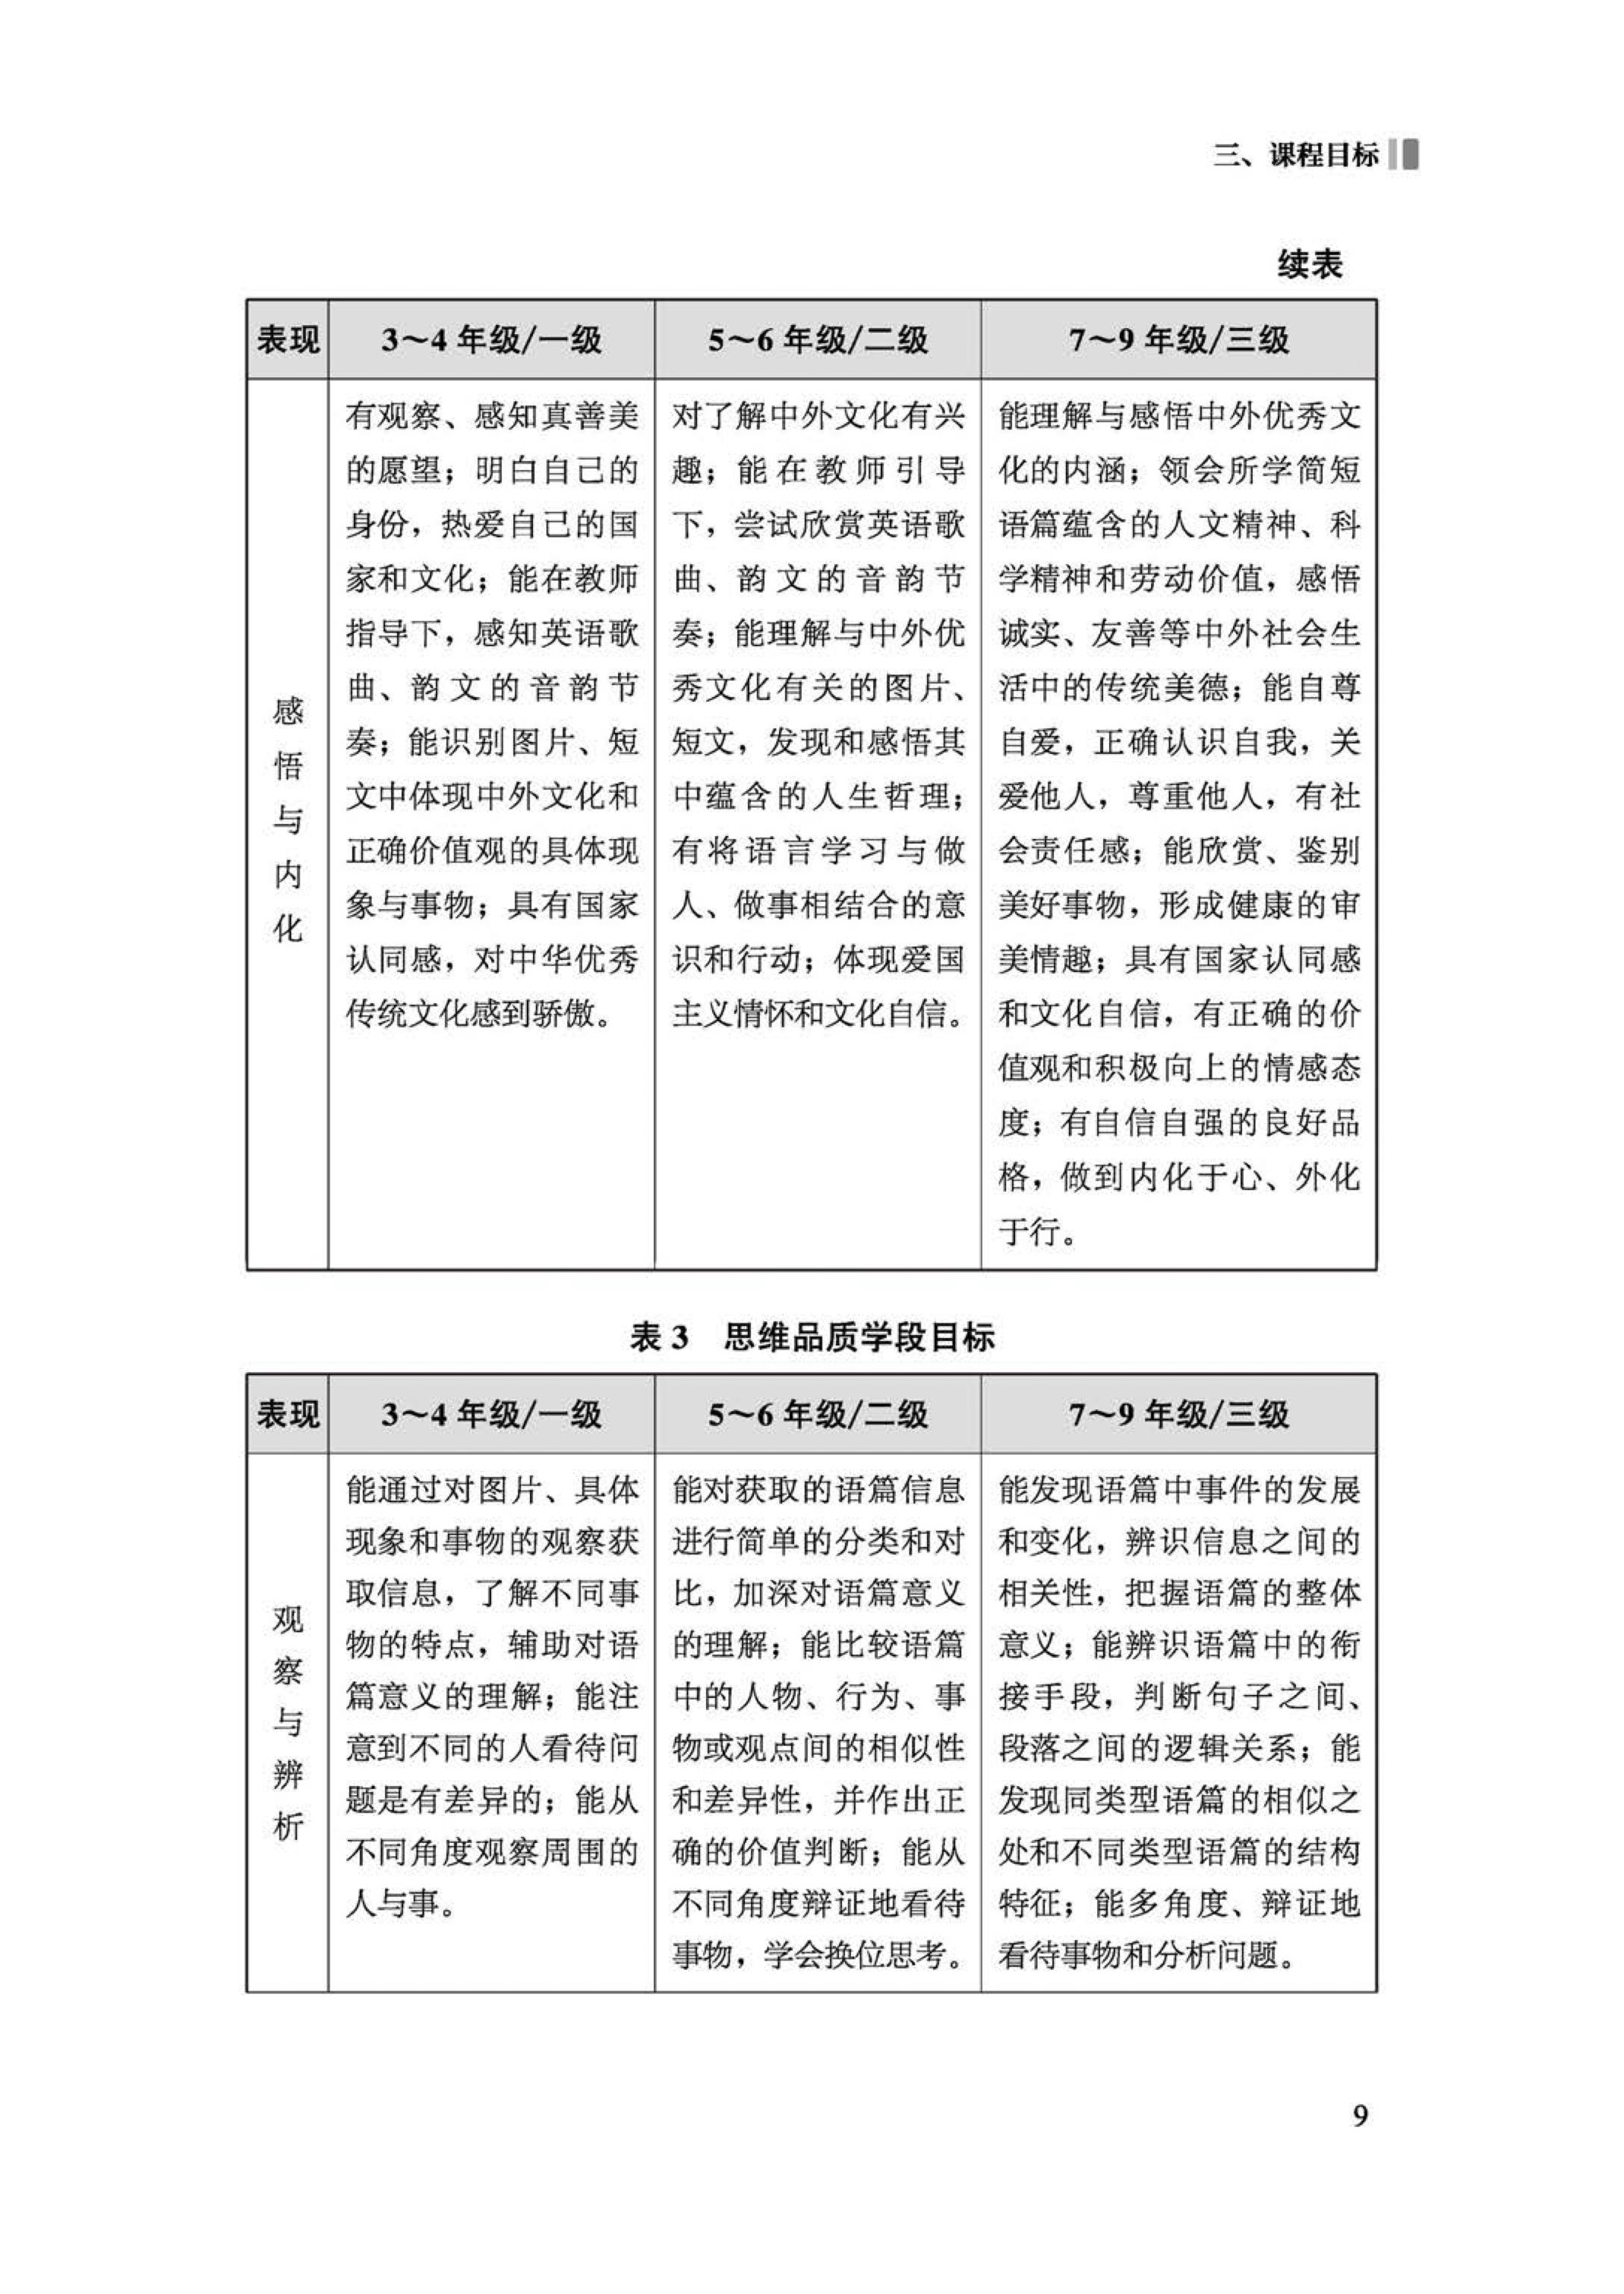 三、课程目标
续表
表现
3～4 年级/一级
5～6 年级/二级
7～9 年级/三级
感
悟
与
内
化
有观察、感知真善美
的愿望；明白自己的
身份，热爱自己的国
家和文化；能在教师
指导下，感知英语歌
曲、韵文的音韵节
奏；能识别图片、短
文中体现中外文化和
正确价值观的具体现
象与事物；具有国家
认同感，对中华优秀
传统文化感到骄傲。
对了解中外文化有兴
趣；能在教师引导
下，尝试欣赏英语歌
曲、韵文的音韵节
奏；能理解与中外优
秀文化有关的图片、
短文，发现和感悟其
中蕴含的人生哲理；
有将语言学习与做
人、做事相结合的意
识和行动；体现爱国
主义情怀和文化自信。
能理解与感悟中外优秀文
化的内涵；领会所学简短
语篇蕴含的人文精神、科
学精神和劳动价值，感悟
诚实、友善等中外社会生
活中的传统美德；能自尊
自爱，正确认识自我，关
爱他人，尊重他人，有社
会责任感；能欣赏、鉴别
美好事物，形成健康的审
美情趣；具有国家认同感
和文化自信，有正确的价
值观和积极向上的情感态
度；有自信自强的良好品
格，做到内化于心、外化
于行。
表 3 思维品质学段目标
表现
3～4 年级/一级
5～6 年级/二级
7～9 年级/三级
观
察
与
辨
析
能通过对图片、具体
现象和事物的观察获
取信息，了解不同事
物的特点，辅助对语
篇意义的理解；能注
意到不同的人看待问
题是有差异的；能从
不同角度观察周围的
人与事。
能对获取的语篇信息
进行简单的分类和对
比，加深对语篇意义
的理解；能比较语篇
中的人物、行为、事
物或观点间的相似性
和差异性，并作出正
确的价值判断；能从
不同角度辩证地看待
事物，学会换位思考。
能发现语篇中事件的发展
和变化，辨识信息之间的
相关性，把握语篇的整体
意义；能辨识语篇中的衔
接手段，判断句子之间、
段落之间的逻辑关系；能
发现同类型语篇的相似之
处和不同类型语篇的结构
特征；能多角度、辩证地
看待事物和分析问题。
9